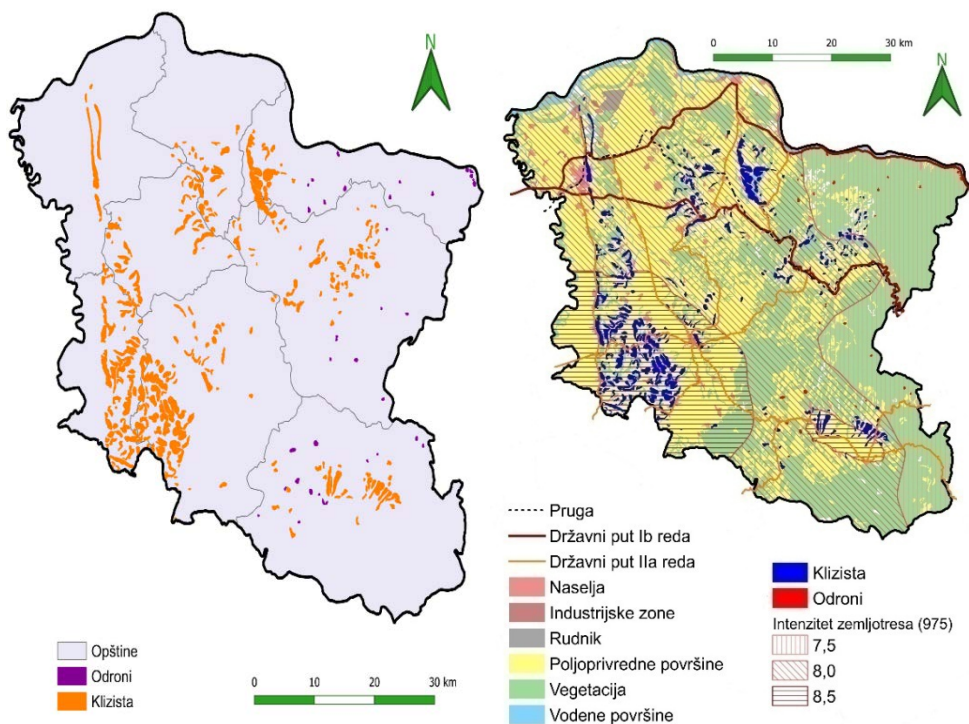 N
Opštine
Odroni
Klizista
0 10 20 30 km
0 10 20 30 km
N
Pruga
Državni put Ib reda
Državni put IIa reda
Naselja
Industrijske zone
Rudnik
Poljoprivredne površine
Vegetacija
Vodene površine
Klizista
Odroni
Intenzitet zemljotresa (975)
7,5
8,0
8,5